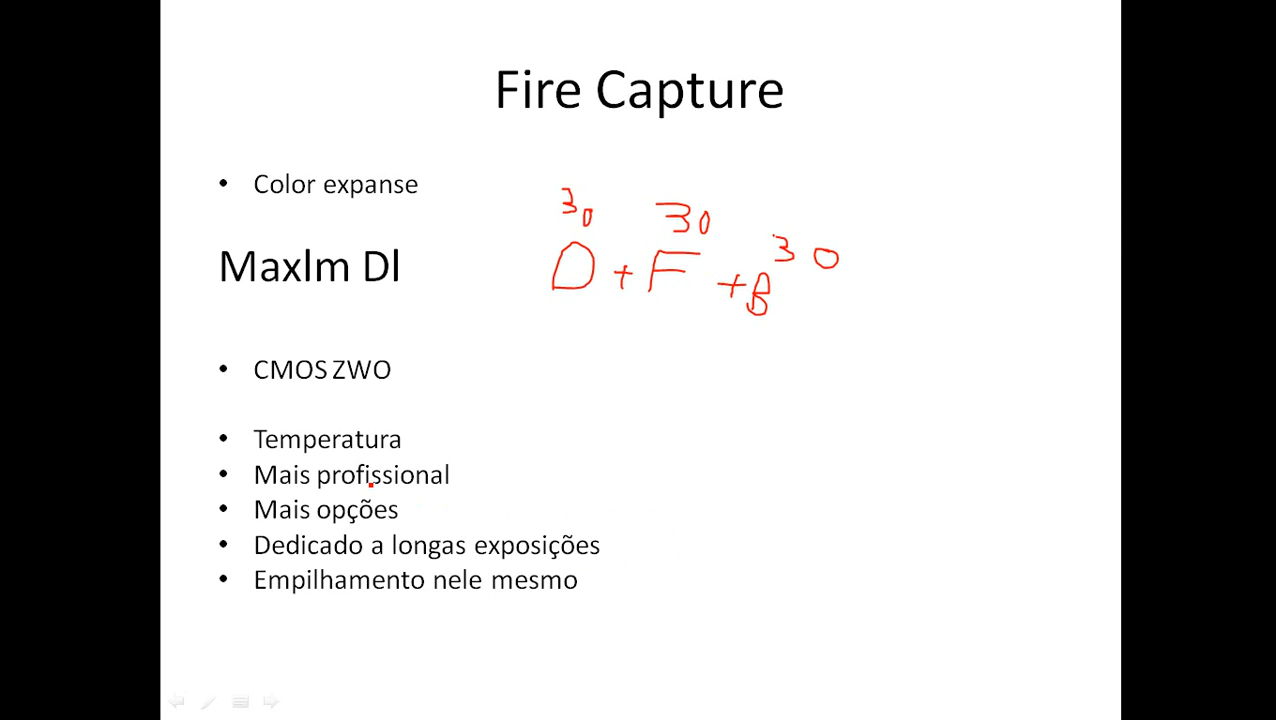 Fire Capture
• Color expanse
30 30 30
D + F + B
MaxIm Dl
• CMOS ZWO
• Temperatura
• Mais profissional
• Mais opções
• Dedicado a longas exposições
• Empilhamento nele mesmo